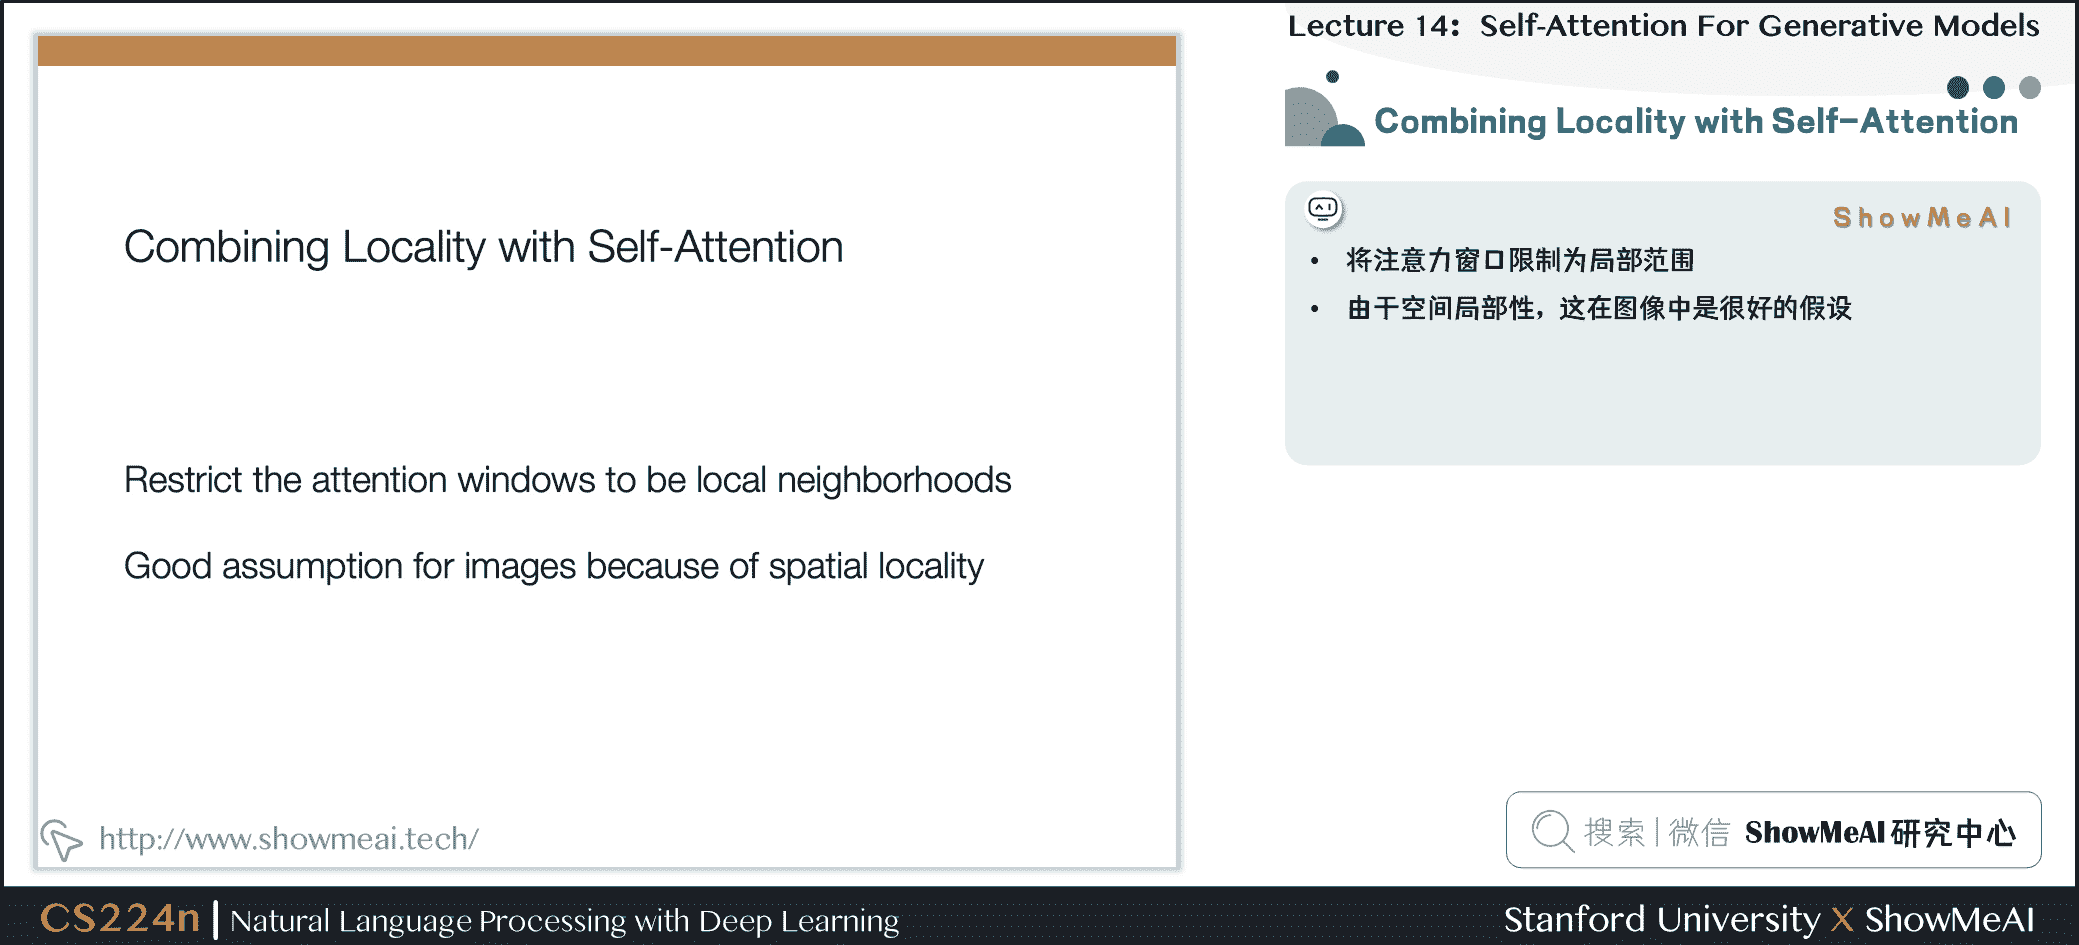 Lecture 14: Self-Attention For Generative Models
Combining Locality with Self-Attention
ShowMeAI
• 将注意力窗口限制为局部范围
• 由于空间局部性，这在图像中是很好的假设
Combining Locality with Self-Attention
Restrict the attention windows to be local neighborhoods
Good assumption for images because of spatial locality
http://www.showmeai.tech/
搜索|微信 ShowMeAI 研究中心
CS224n | Natural Language Processing with Deep Learning
Stanford University X ShowMeAI